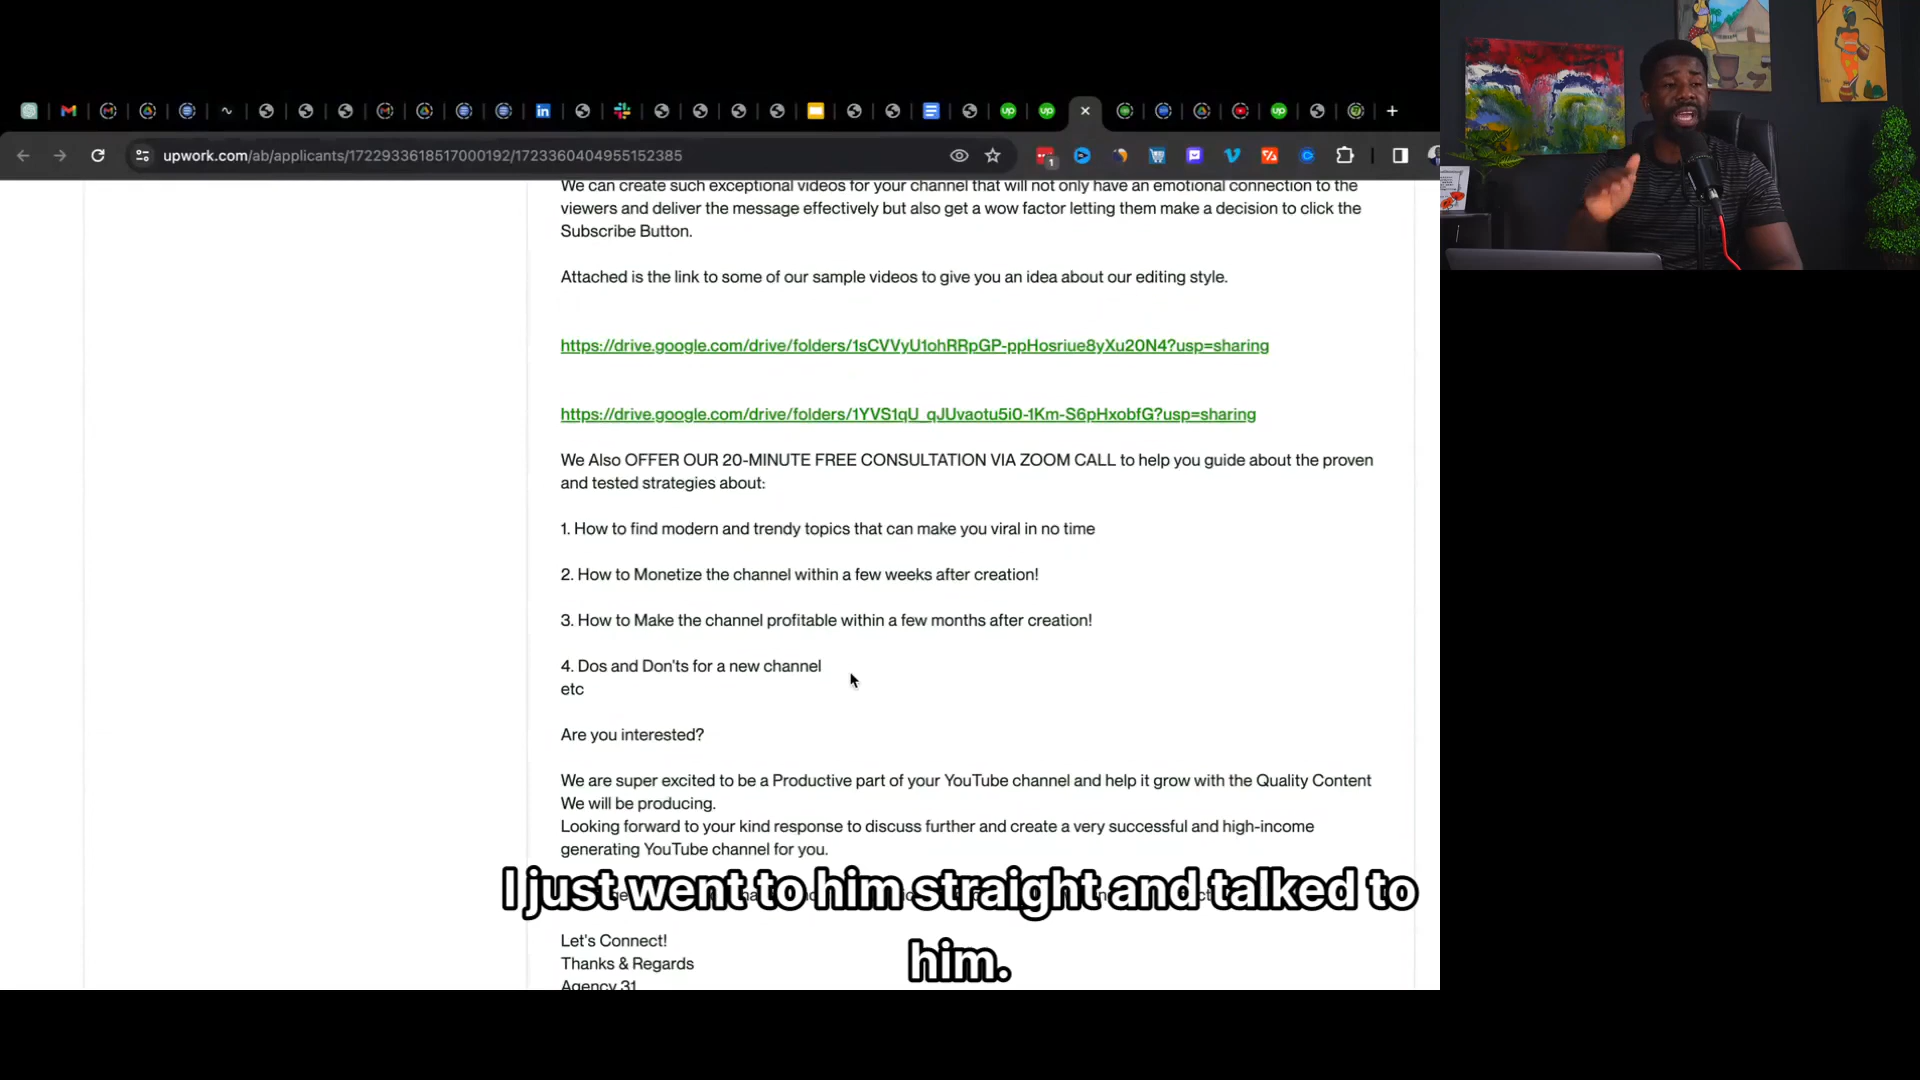 upwork.com/ab/applicants/1722933618517000192/1723360404955152385
We can create such exceptional videos for your channel that will not only have an emotional connection to the
viewers and deliver the message effectively but also get a wow factor letting them make a decision to click the
Subscribe Button.
Attached is the link to some of our sample videos to give you an idea about our editing style.
https://drive.google.com/drive/folders/1sCVVyU1ohRRpGP-ppHosriue8yXu20N4?usp=sharing
https://drive.google.com/drive/folders/1YVS1qU_qJUvaotu5i0-1Km-S6pHxobfG?usp=sharing
We Also OFFER OUR 20-MINUTE FREE CONSULTATION VIA ZOOM CALL to help you guide about the proven
and tested strategies about:
1. How to find modern and trendy topics that can make you viral in no time
2. How to Monetize the channel within a few weeks after creation!
3. How to Make the channel profitable within a few months after creation!
4. Dos and Don'ts for a new channel
etc
Are you interested?
We are super excited to be a Productive part of your YouTube channel and help it grow with the Quality Content
We will be producing.
Looking forward to your kind response to discuss further and create a very successful and high-income
generating YouTube channel for you.
I just went to him straight and talked to
him.
Let's Connect!
Thanks & Regards
Agency 31